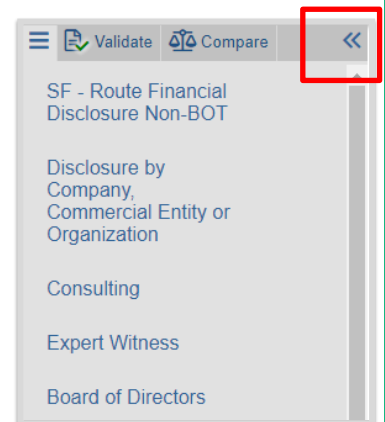 Validate Compare
SF - Route Financial
Disclosure Non-BOT
Disclosure by
Company,
Commercial Entity or
Organization
Consulting
Expert Witness
Board of Directors